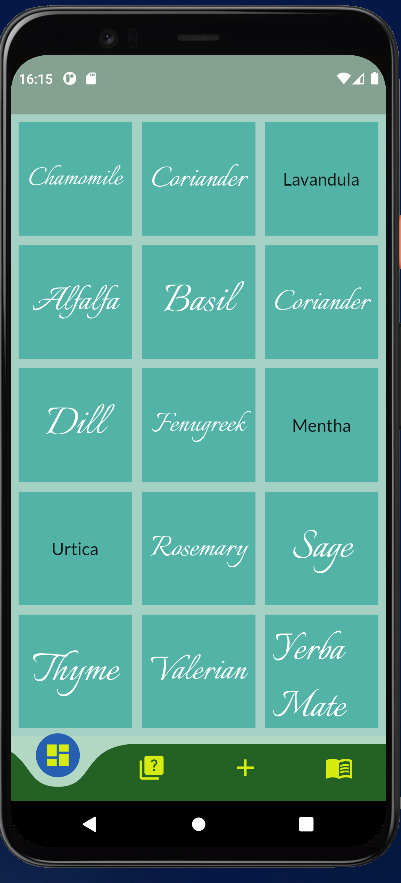 16:15
Chamomile Coriander Lavandula
Alfalfa Basil Coriander
Dill Fenugreek Mentha
Urtica Rosemary Sage
Thyme Valerian Yerba
Mate